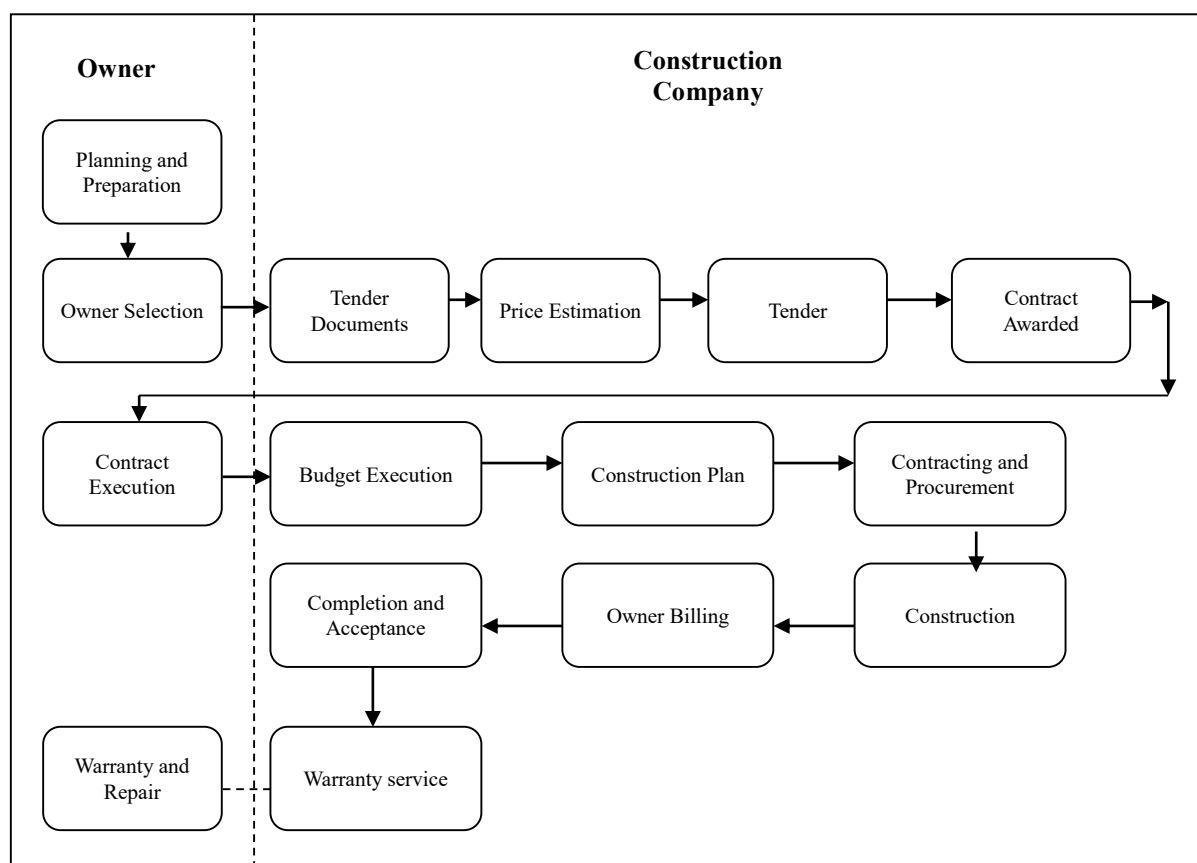 Owner
Construction
Company
Planning and
Preparation
Owner Selection
Tender
Documents
Price Estimation
Tender
Contract
Awarded
Contract
Execution
Budget Execution
Construction Plan
Contracting and
Procurement
Completion and
Acceptance
Owner Billing
Construction
Warranty and
Repair
Warranty service